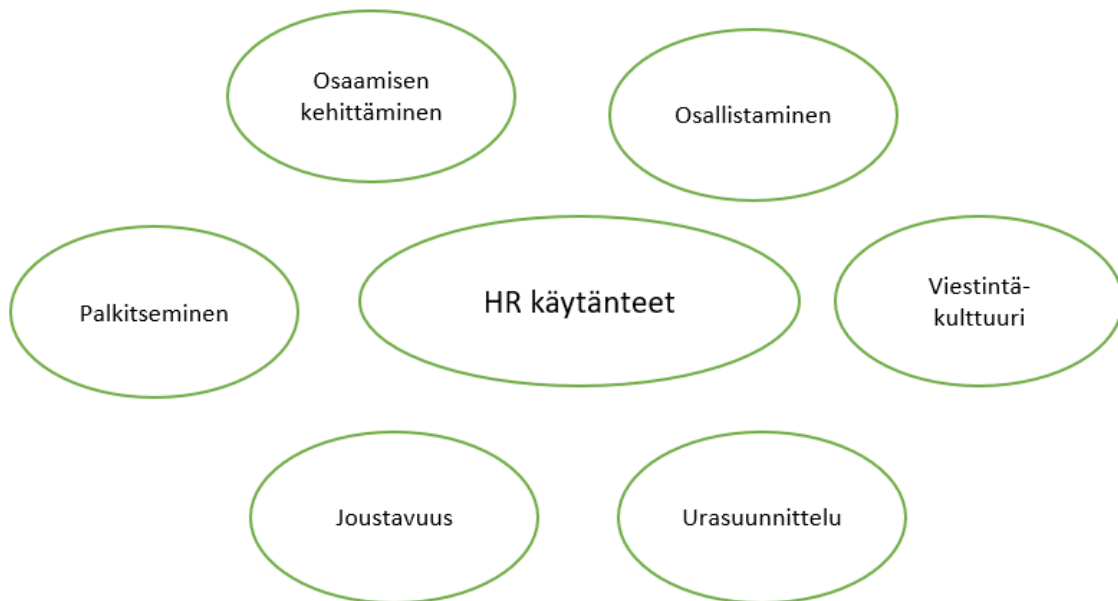 Osaamisen
kehittäminen
Osallistaminen
Palkitseminen
HR käytänteet
Viestintä-
kulttuuri
Joustavuus
Urasuunnittelu